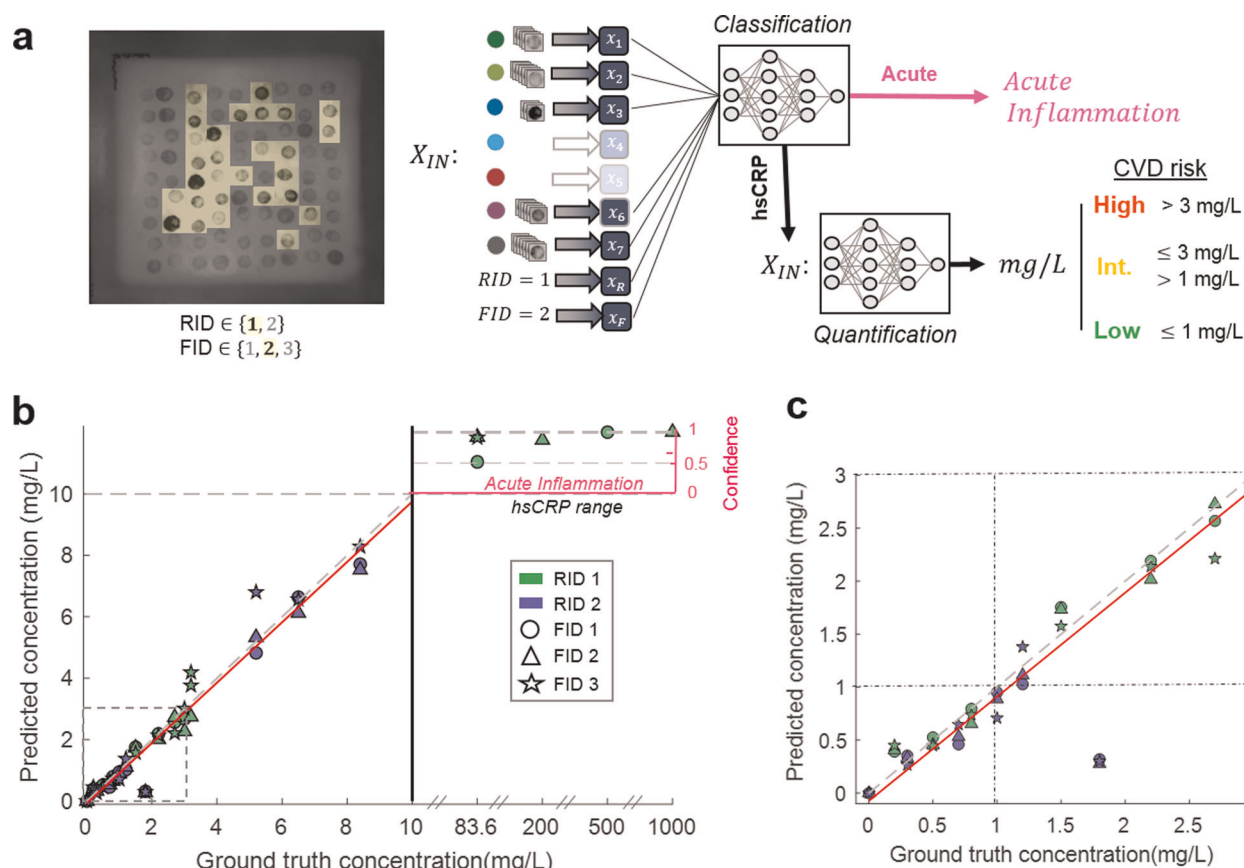 a
RID ∈ {1, 2}
FID ∈ {1, 2, 3}
X_IN:
x_1
x_2
x_3
x_4
x_5
x_6
x_7
RID = 1
x_R
FID = 2
x_F
Classification
Acute
Acute
Inflammation
hsCRP
X_IN:
Quantification
mg/L
CVD risk
High > 3 mg/L
Int. ≤ 3 mg/L
> 1 mg/L
Low ≤ 1 mg/L
b
Predicted concentration (mg/L)
10
8
6
4
2
0
0 2 4 6 8 10 83.6 200 500 1000
Ground truth concentration(mg/L)
1
0.5
0
Confidence
Acute Inflammation
hsCRP range
RID 1
RID 2
FID 1
FID 2
FID 3
c
Predicted concentration (mg/L)
3
2.5
2
1.5
1
0.5
0
0 0.5 1 1.5 2 2.5
Ground truth concentration(mg/L)